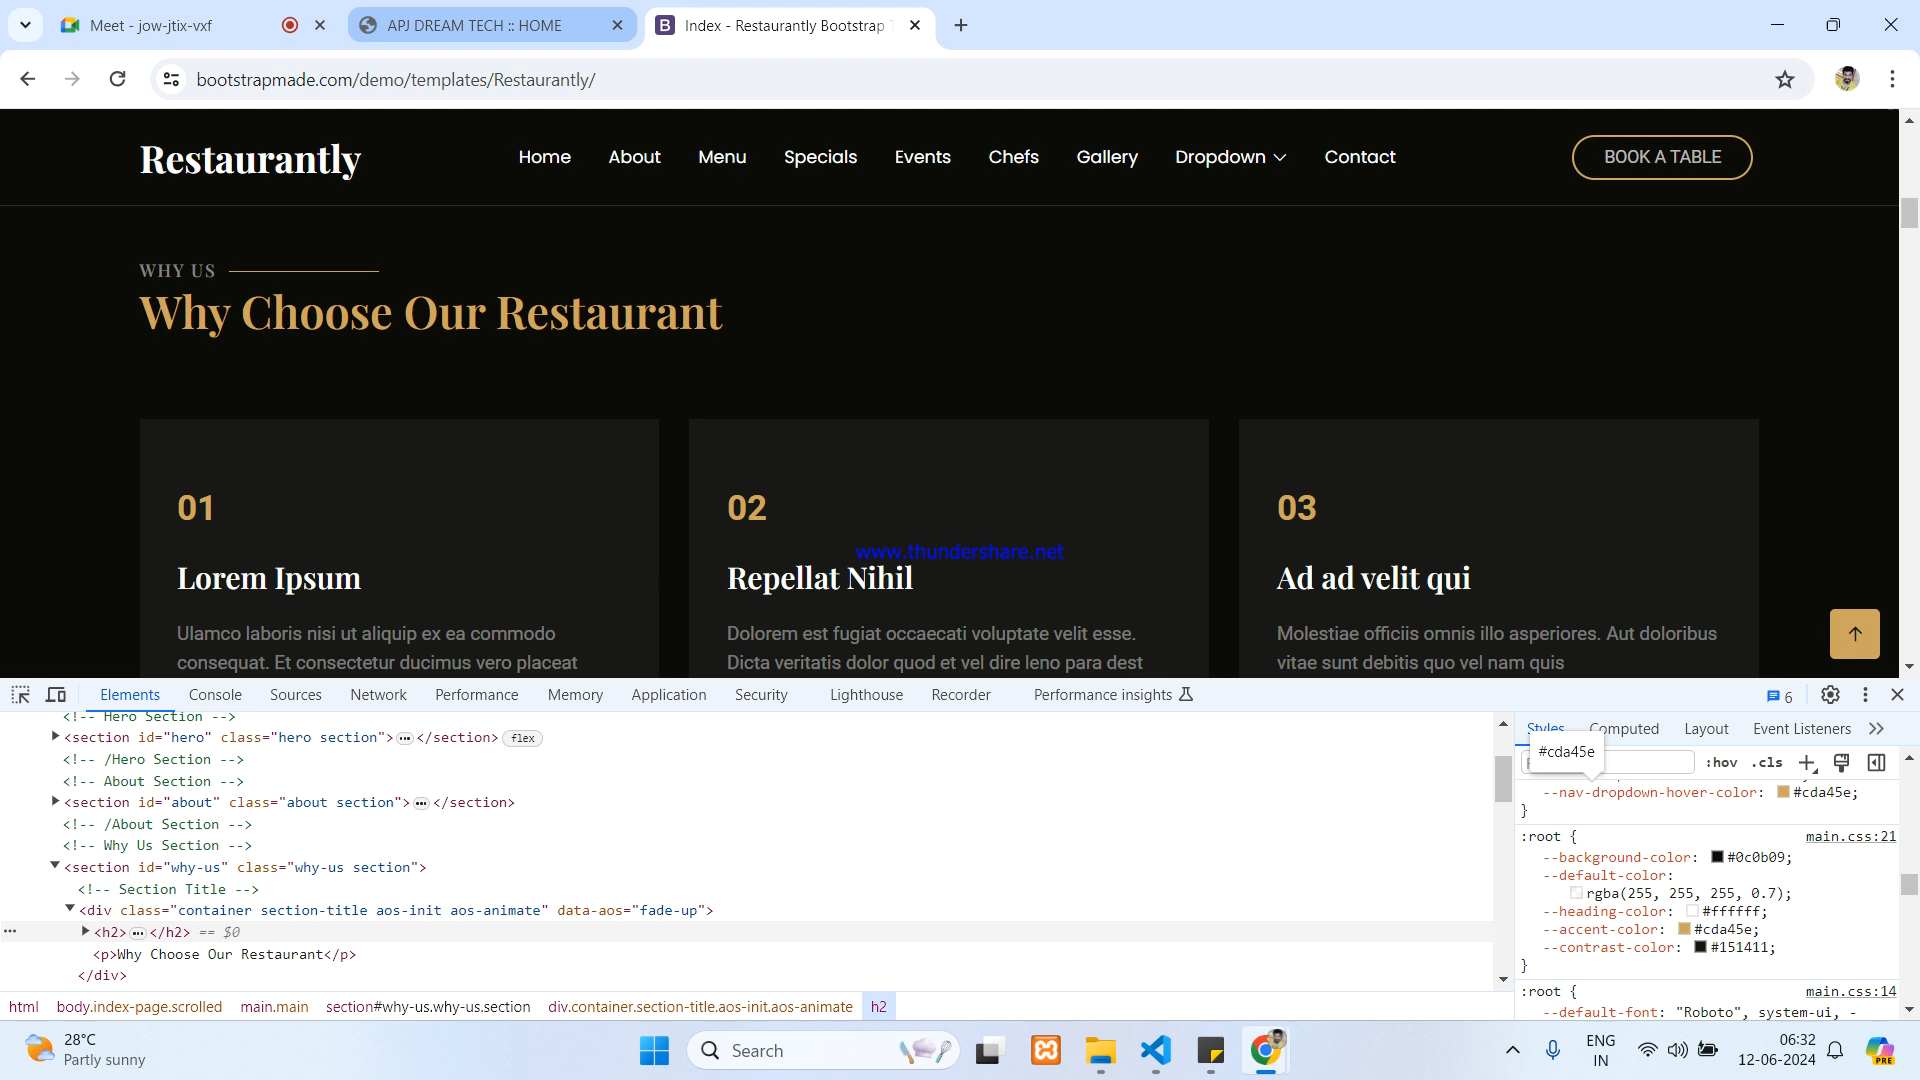 Meet - jow-jtix-vxf
APJ DREAM TECH :: HOME
B Index - Restaurantly Bootstrap T
bootstrapmade.com/demo/templates/Restaurantly/
Restaurantly
Home About Menu Specials Events Chefs Gallery Dropdown Contact
BOOK A TABLE
WHY US
Why Choose Our Restaurant
01
Lorem Ipsum
Ulamco laboris nisi ut aliquip ex ea commodo
consequat. Et consectetur ducimus vero placeat
02
Repellat Nihil
Dolorem est fugiat occaecati voluptate velit esse.
Dicta veritatis dolor quod et vel dire leno para dest
03
Ad ad velit qui
Molestiae officiis omnis illo asperiores. Aut doloribus
vitae sunt debitis quo vel nam quis
www.thundershare.net
Elements Console Sources Network Performance Memory Application Security Lighthouse Recorder Performance insights 6
<!-- Hero Section -->
<section id="hero" class="hero section">…</section> flex
<!-- /Hero Section -->
<!-- About Section -->
<section id="about" class="about section">…</section>
<!-- /About Section -->
<!-- Why Us Section -->
<section id="why-us" class="why-us section">
<!-- Section Title -->
<div class="container section-title aos-init aos-animate" data-aos="fade-up">
<h2>…</h2> == $0
<p>Why Choose Our Restaurant</p>
</div>
html body.index-page.scrolled main.main section#why-us.why-us.section div.container.section-title.aos-init.aos-animate h2
Styles Computed Layout Event Listeners
#cda45e
:hov .cls
--nav-dropdown-hover-color: #cda45e;
}
:root { main.css:21
--background-color: #0c0b09;
--default-color:
rgba(255, 255, 255, 0.7);
--heading-color: #ffffff;
--accent-color: #cda45e;
--contrast-color: #151411;
}
:root { main.css:14
--default-font: "Roboto", system-ui, -
28°C
Partly sunny
Search
ENG
IN
06:32
12-06-2024
PRE